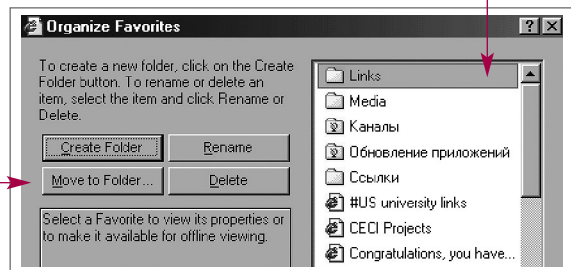 Organize Favorites
To create a new folder, click on the Create
Folder button. To rename or delete an
item, select the item and click Rename or
Delete.
Create Folder
Rename
Move to Folder...
Delete
Select a Favorite to view its properties or
to make it available for offline viewing.
Links
Media
Каналы
Обновление приложений
Ссылки
#US university links
CECI Projects
Congratulations, you have...